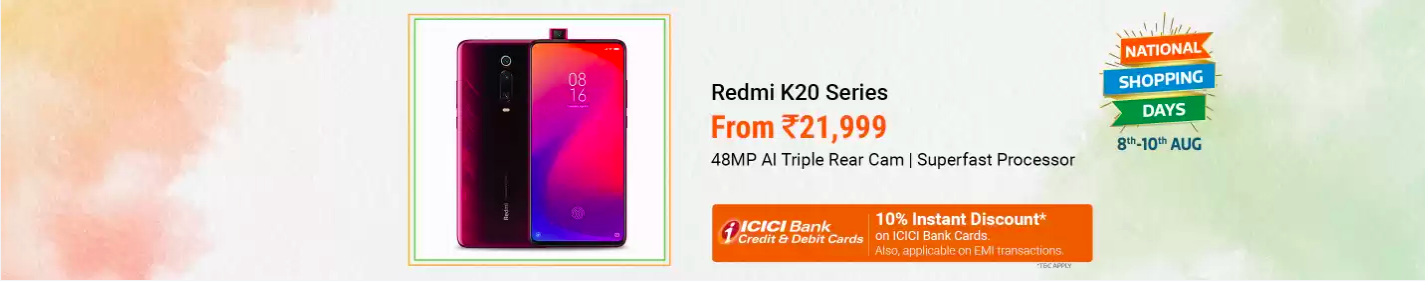 08
16
Redmi
Redmi K20 Series
From ₹21,999
48MP AI Triple Rear Cam | Superfast Processor
ICICI Bank
Credit & Debit Cards
10% Instant Discount*
on ICICI Bank Cards.
Also, applicable on EMI transactions.
*T&C APPLY
NATIONAL
SHOPPING
DAYS
8th-10th AUG